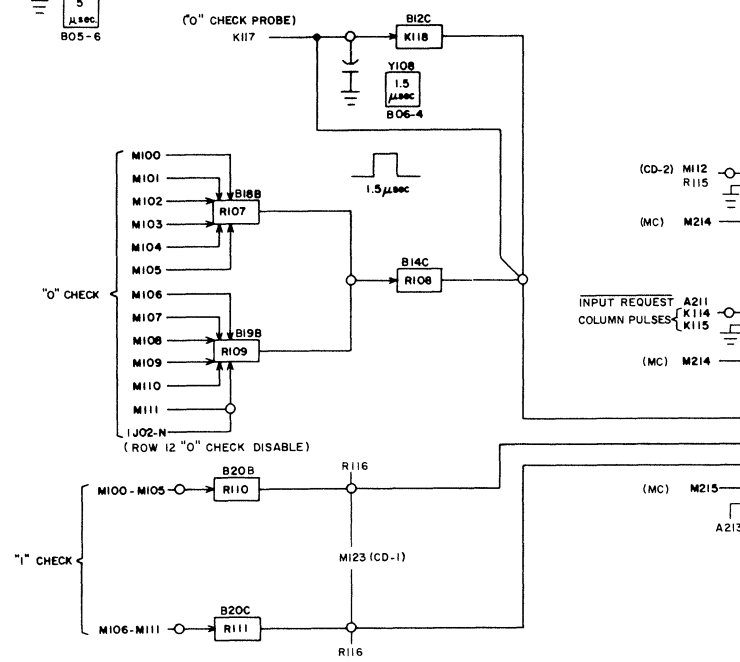 5
μsec
B05-6
("O" CHECK PROBE)
K117
B12C
K118
Y108
1.5
μsec
B06-4
1.5μsec
"O" CHECK
M100
M101
M102
M103
M104
M105
M106
M107
M108
M109
M110
M111
1J02-N
(ROW 12 "O" CHECK DISABLE)
B18B
R107
B19B
R109
B14C
R108
(CD-2) M112
R115
(MC) M214
INPUT REQUEST A211
COLUMN PULSES K114
K115
(MC) M214
"1" CHECK
M100-M105
B20B
R110
R116
M123 (CD-1)
M106-M111
B20C
R111
R116
(MC) M215
A213